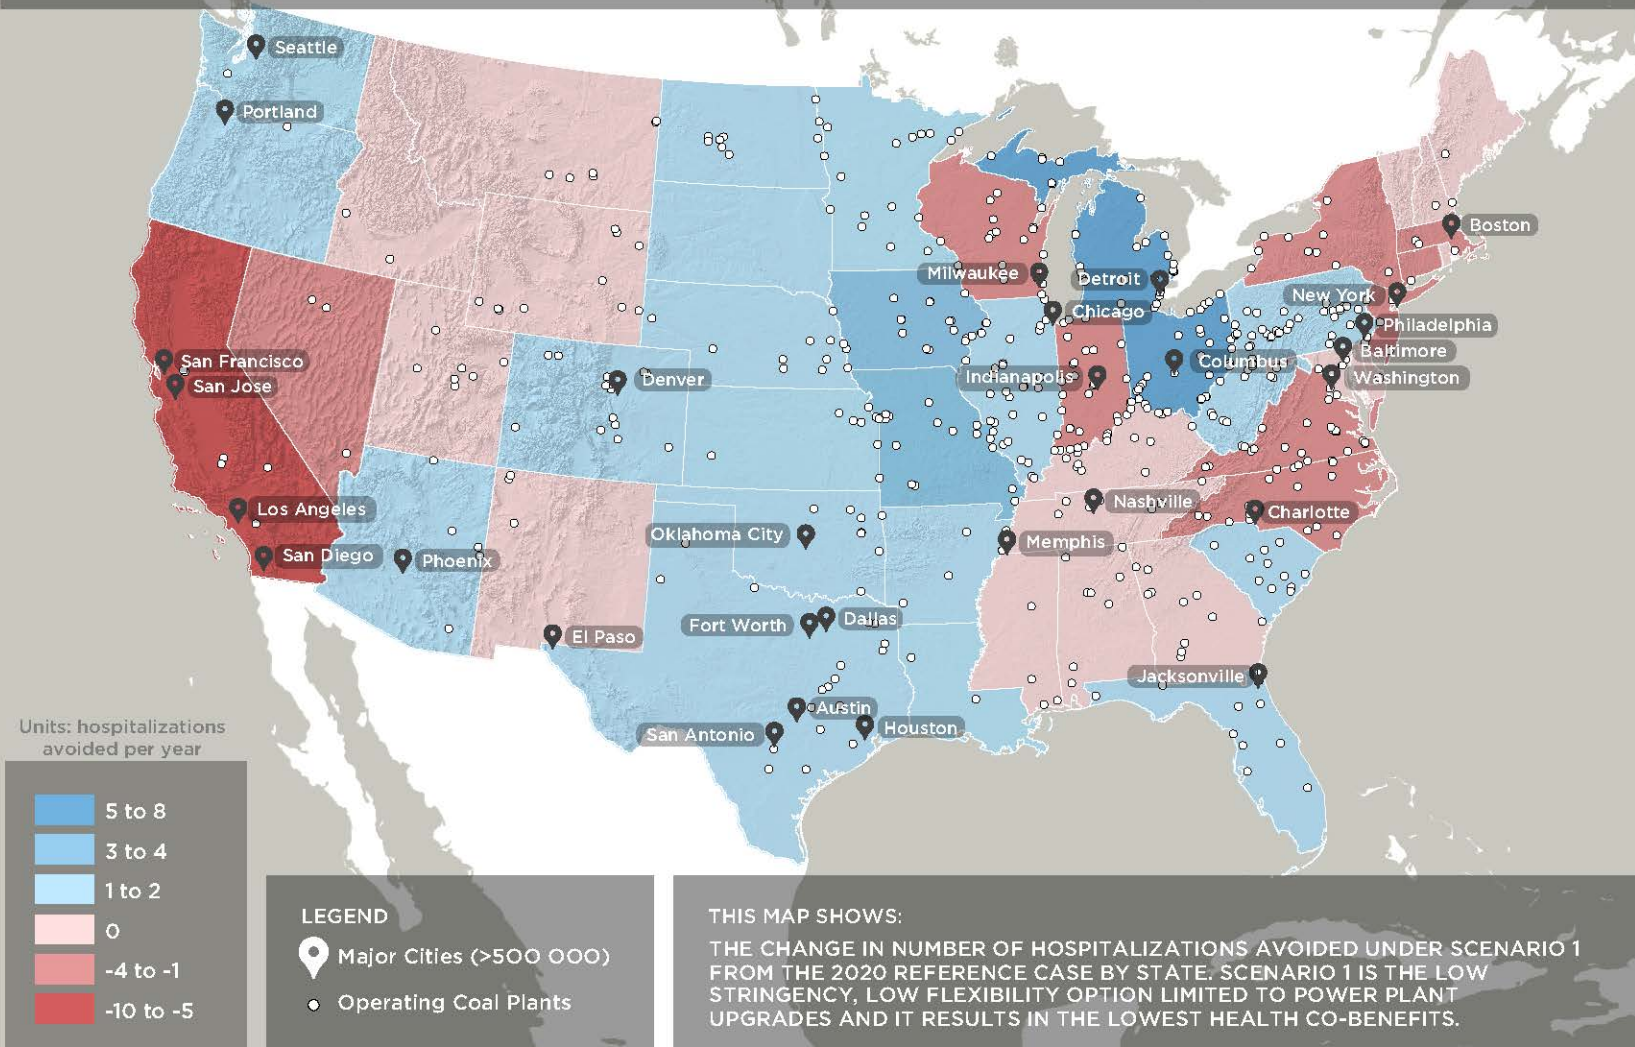 Seattle
Portland
Boston
Milwaukee
Detroit
New York
Chicago
Philadelphia
Baltimore
San Francisco
Columbus
Indianapolis
Denver
Washington
San Jose
Nashville
Los Angeles
Charlotte
Oklahoma City
Memphis
San Diego
Phoenix
Fort Worth
Dallas
El Paso
Jacksonville
Austin
Houston
San Antonio
Units: hospitalizations
avoided per year
5 to 8
3 to 4
1 to 2
0
-4 to -1
-10 to -5
LEGEND
Major Cities (>500 000)
Operating Coal Plants
THIS MAP SHOWS:
THE CHANGE IN NUMBER OF HOSPITALIZATIONS AVOIDED UNDER SCENARIO 1
FROM THE 2020 REFERENCE CASE BY STATE. SCENARIO 1 IS THE LOW
STRINGENCY, LOW FLEXIBILITY OPTION LIMITED TO POWER PLANT
UPGRADES AND IT RESULTS IN THE LOWEST HEALTH CO-BENEFITS.